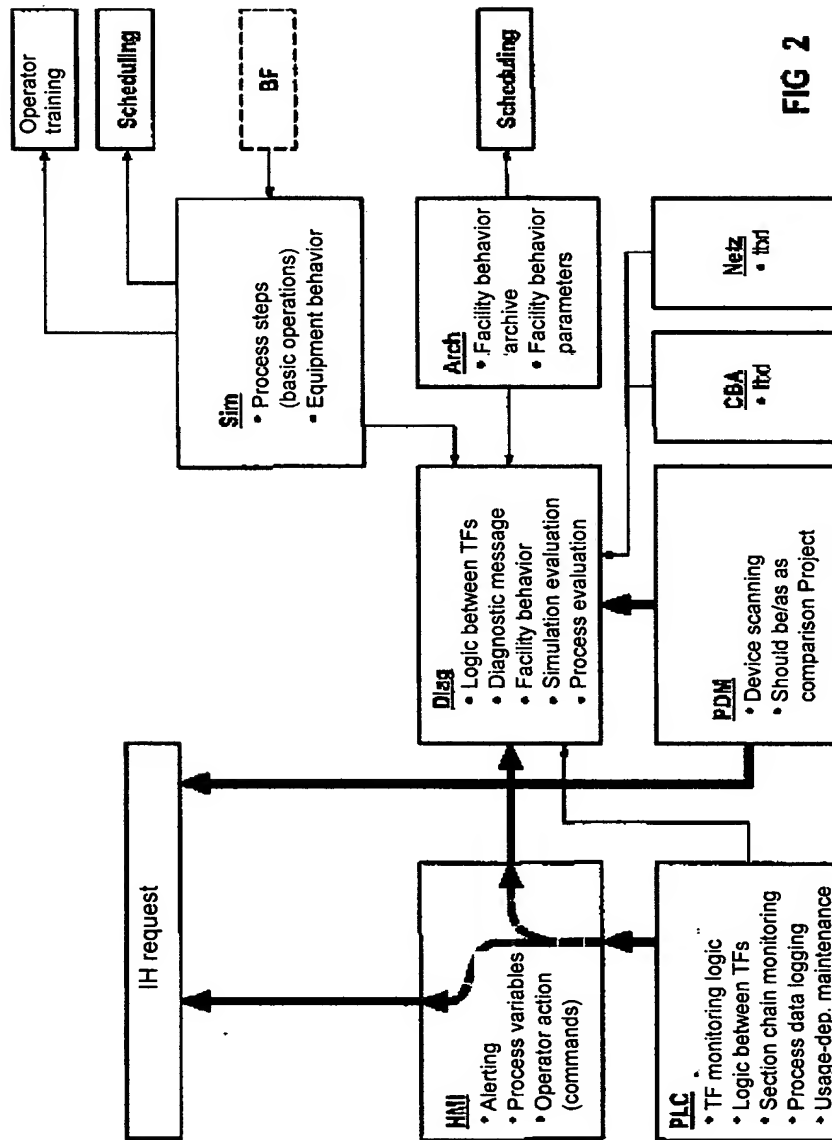 IH request
Operator
training
Scheduling
BF
Sim
• Process steps
(basic operations)
• Equipment behavior
HMI
• Alerting
• Process variables
• Operator action
(commands)
Diag
• Logic between TFs
• Diagnostic message
• Facility behavior
• Simulation evaluation
• Process evaluation
Arch
• Facility behavior
archive
• Facility behavior
parameters
Scheduling
PLC
• TF monitoring logic
• Logic between TFs
• Section chain monitoring
• Process data logging
• Usage-dep. maintenance
PDM
• Device scanning
• Should be/as as
comparison Project
CBA
Netz
FIG 2